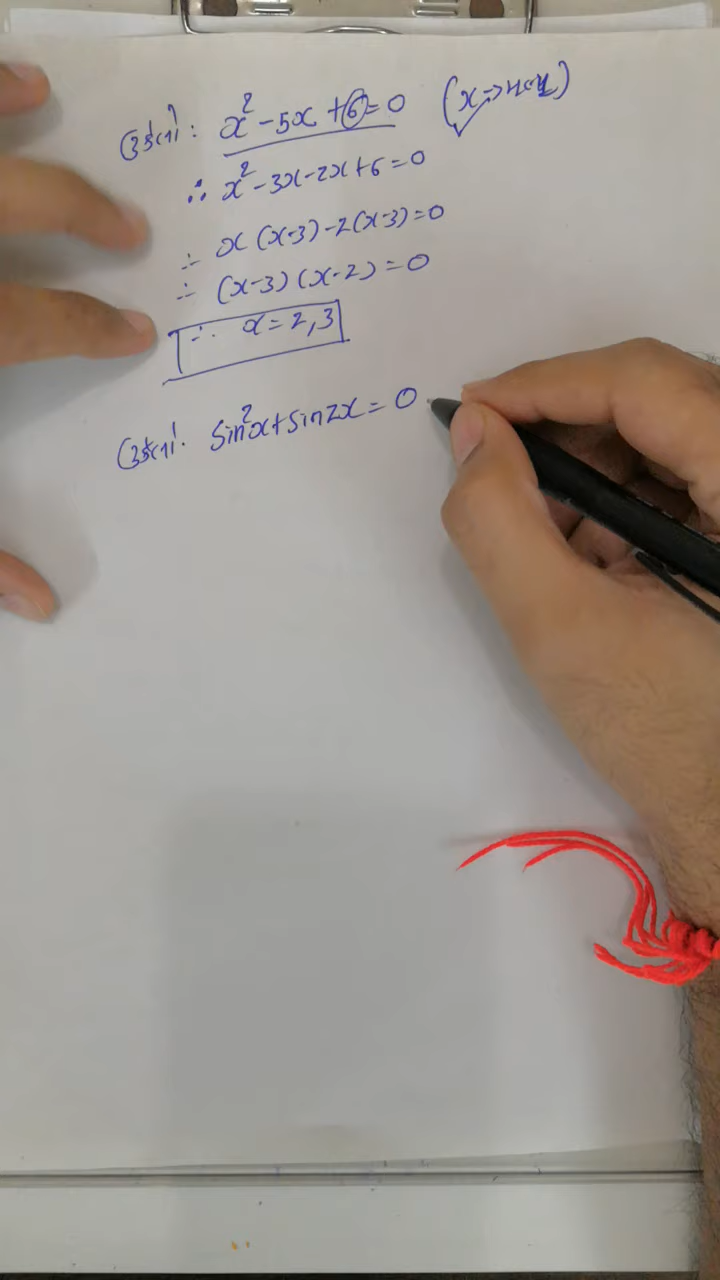 x² - 5x + 6 = 0
∴ x² - 3x - 2x + 6 = 0
∴ x (x-3) - 2 (x-3) = 0
∴ (x-3) (x-2) = 0
∴ x = 2, 3
sin²x + sin2x = 0